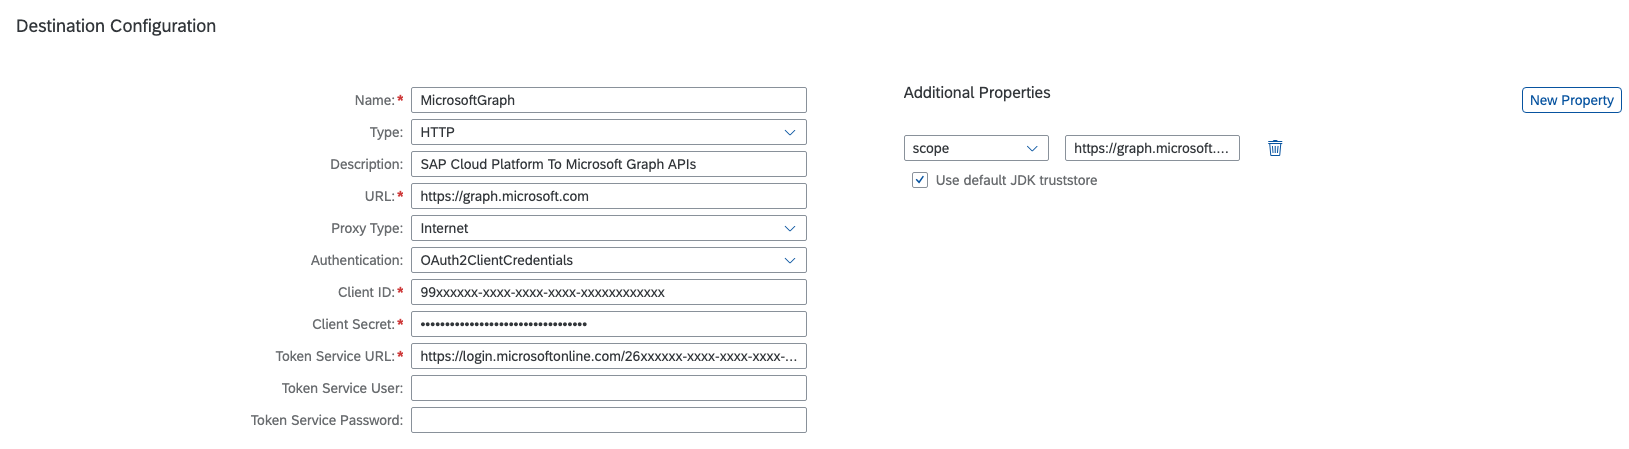 Destination Configuration
Name:* MicrosoftGraph
Type: HTTP
Description: SAP Cloud Platform To Microsoft Graph APIs
URL:* https://graph.microsoft.com
Proxy Type: Internet
Authentication: OAuth2ClientCredentials
Client ID:* 99xxxxxx-xxxx-xxxx-xxxx-xxxxxxxxxxxx
Client Secret:* ••••••••••••••••••••••••••••••••••
Token Service URL:* https://login.microsoftonline.com/26xxxxxx-xxxx-xxxx-xxxx-...
Token Service User:
Token Service Password:
Additional Properties
New Property
scope https://graph.microsoft....
Use default JDK truststore